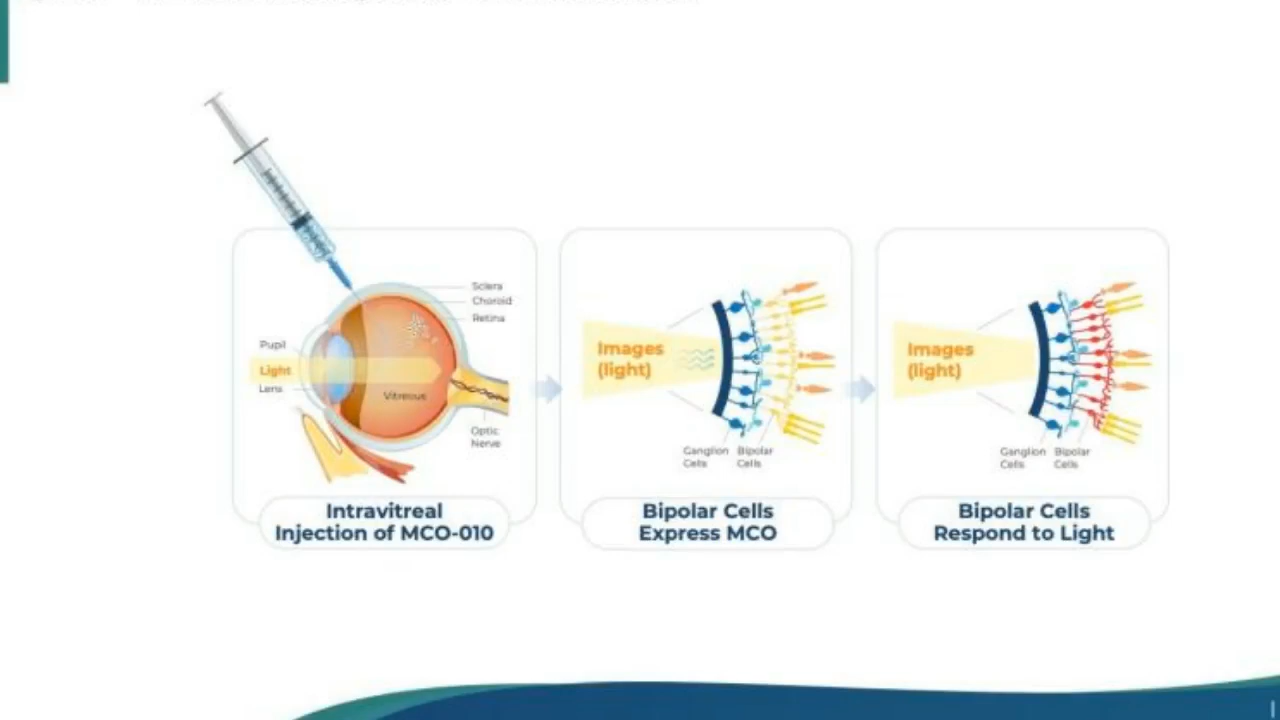 Sclera
Choroid
Retina
Pupil
Light
Lens
Vitreous
Optic
Nerve
Intravitreal
Injection of MCO-010
Images
(light)
Ganglion
Cells
Bipolar
Cells
Bipolar Cells
Express MCO
Images
(light)
Ganglion
Cells
Bipolar
Cells
Bipolar Cells
Respond to Light